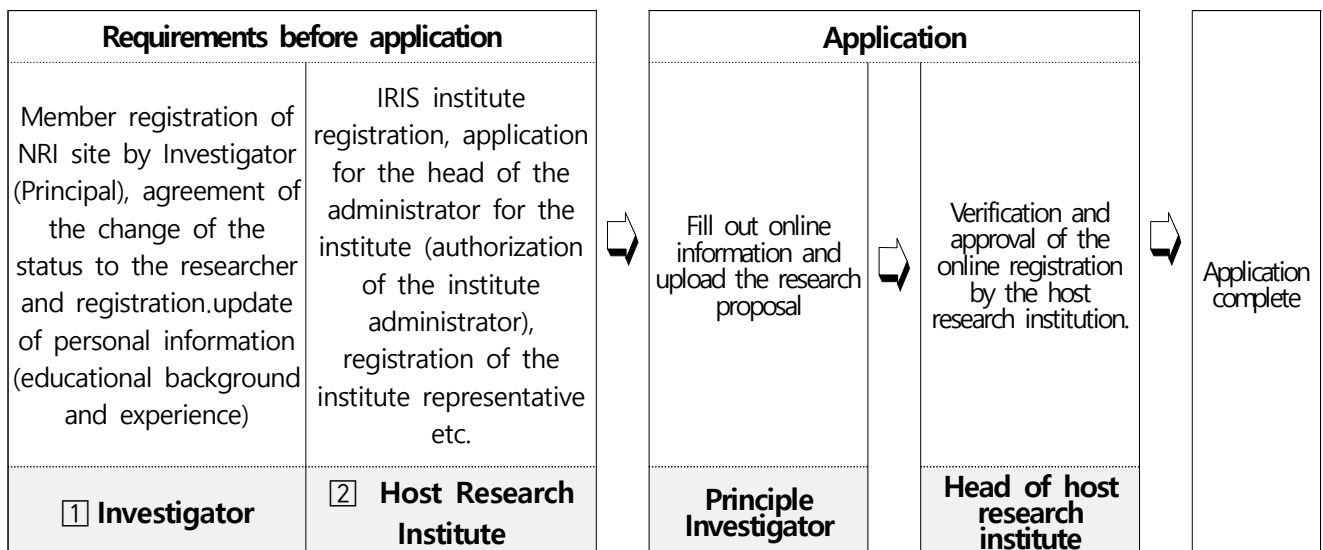 Requirements before application
Member registration of
NRI site by Investigator
(Principal), agreement of
the change of the
status to the researcher
and registration.update
of personal information
(educational background
and experience)
1 Investigator
IRIS institute
registration, application
for the head of the
administrator for the
institute (authorization
of the institute
administrator),
registration of the
institute representative
etc.
2 Host Research
Institute
Application
Fill out online
information and
upload the research
proposal
Principle
Investigator
Verification and
approval of the
online registration
by the host
research institution.
Head of host
research
institute
Application
complete